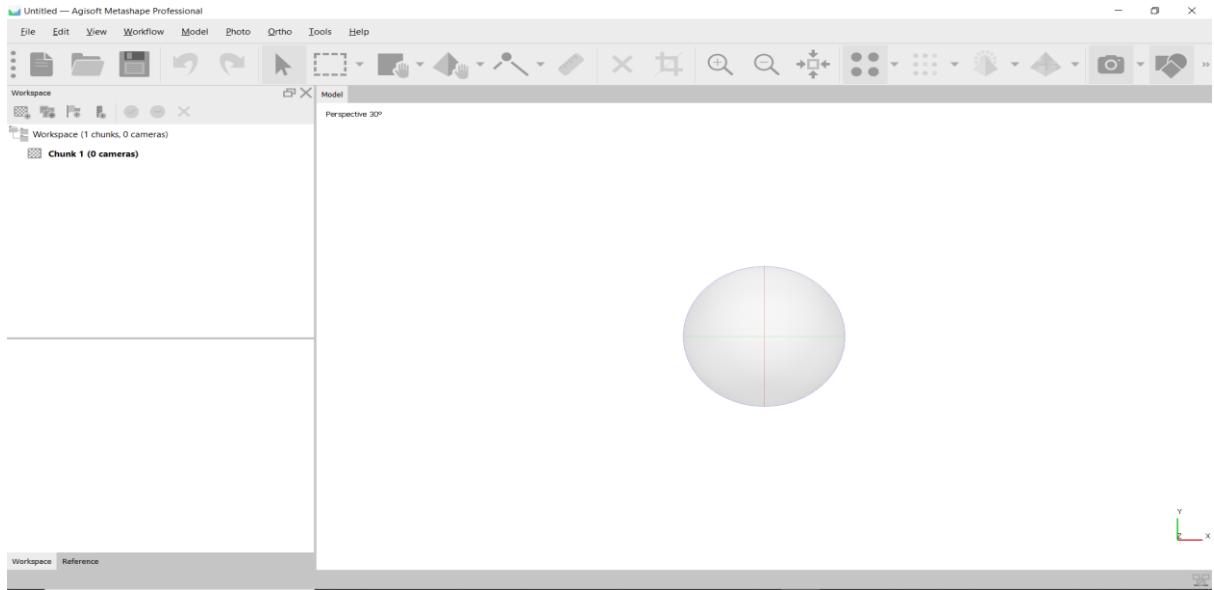 Untitled — Agisoft Metashape Professional
File Edit View Workflow Model Photo Ortho Tools Help
Workspace
Model
Perspective 30°
Workspace (1 chunks, 0 cameras)
Chunk 1 (0 cameras)
Y
Z X
Workspace Reference